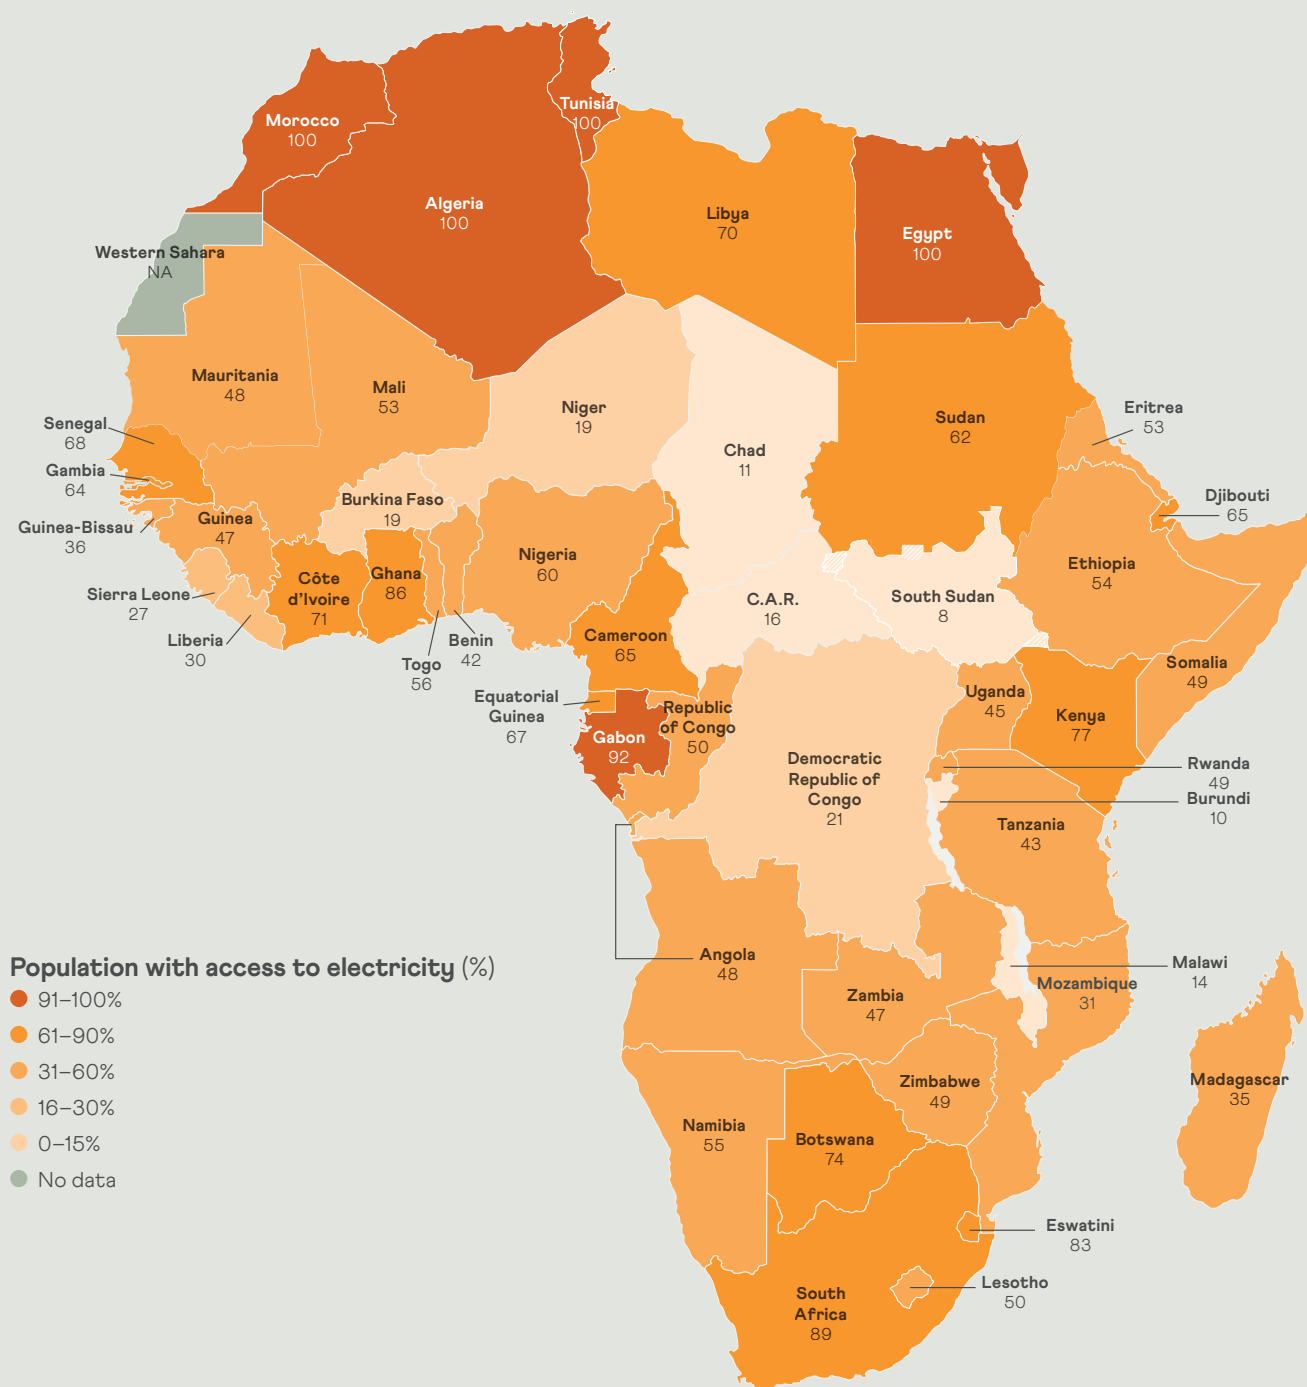 Morocco
100
Algeria
100
Tunisia
100
Libya
70
Egypt
100
Western Sahara
NA
Mauritania
48
Mali
53
Niger
19
Chad
11
Sudan
62
Eritrea
53
Senegal
68
Gambia
64
Guinea-Bissau
36
Guinea
47
Burkina Faso
19
Djibouti
65
Sierra Leone
27
Liberia
30
Côte
d’Ivoire
71
Ghana
86
Togo
56
Benin
42
Nigeria
60
Cameroon
65
C.A.R.
16
South Sudan
8
Ethiopia
54
Somalia
49
Equatorial
Guinea
67
Gabon
92
Republic
of Congo
50
Democratic
Republic of
Congo
21
Uganda
45
Kenya
77
Rwanda
49
Burundi
10
Tanzania
43
Angola
48
Zambia
47
Malawi
14
Mozambique
31
Madagascar
35
Zimbabwe
49
Namibia
55
Botswana
74
Eswatini
83
Lesotho
50
South
Africa
89
Population with access to electricity (%)
91–100%
61–90%
31–60%
16–30%
0–15%
No data